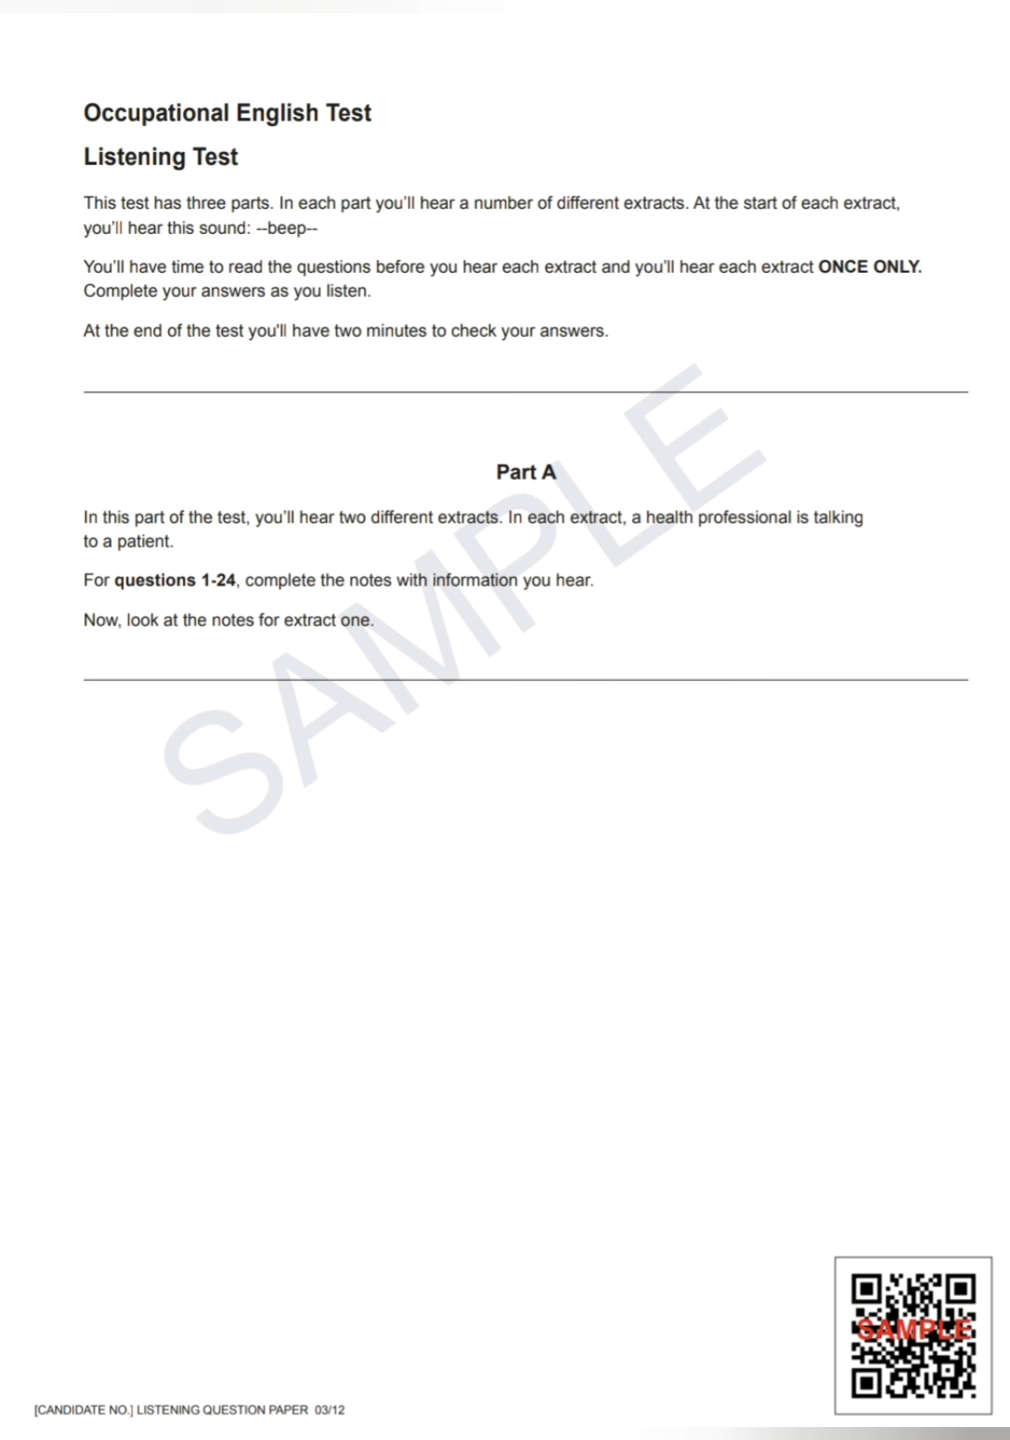 Occupational English Test
Listening Test
This test has three parts. In each part you'll hear a number of different extracts. At the start of each extract,
you'll hear this sound: --beep--
You'll have time to read the questions before you hear each extract and you'll hear each extract ONCE ONLY.
Complete your answers as you listen.
At the end of the test you'll have two minutes to check your answers.
Part A
In this part of the test, you'll hear two different extracts. In each extract, a health professional is talking
to a patient.
For questions 1-24, complete the notes with information you hear.
Now, look at the notes for extract one.
SAMPLE
SAMPLE
[CANDIDATE NO.] LISTENING QUESTION PAPER 03/12